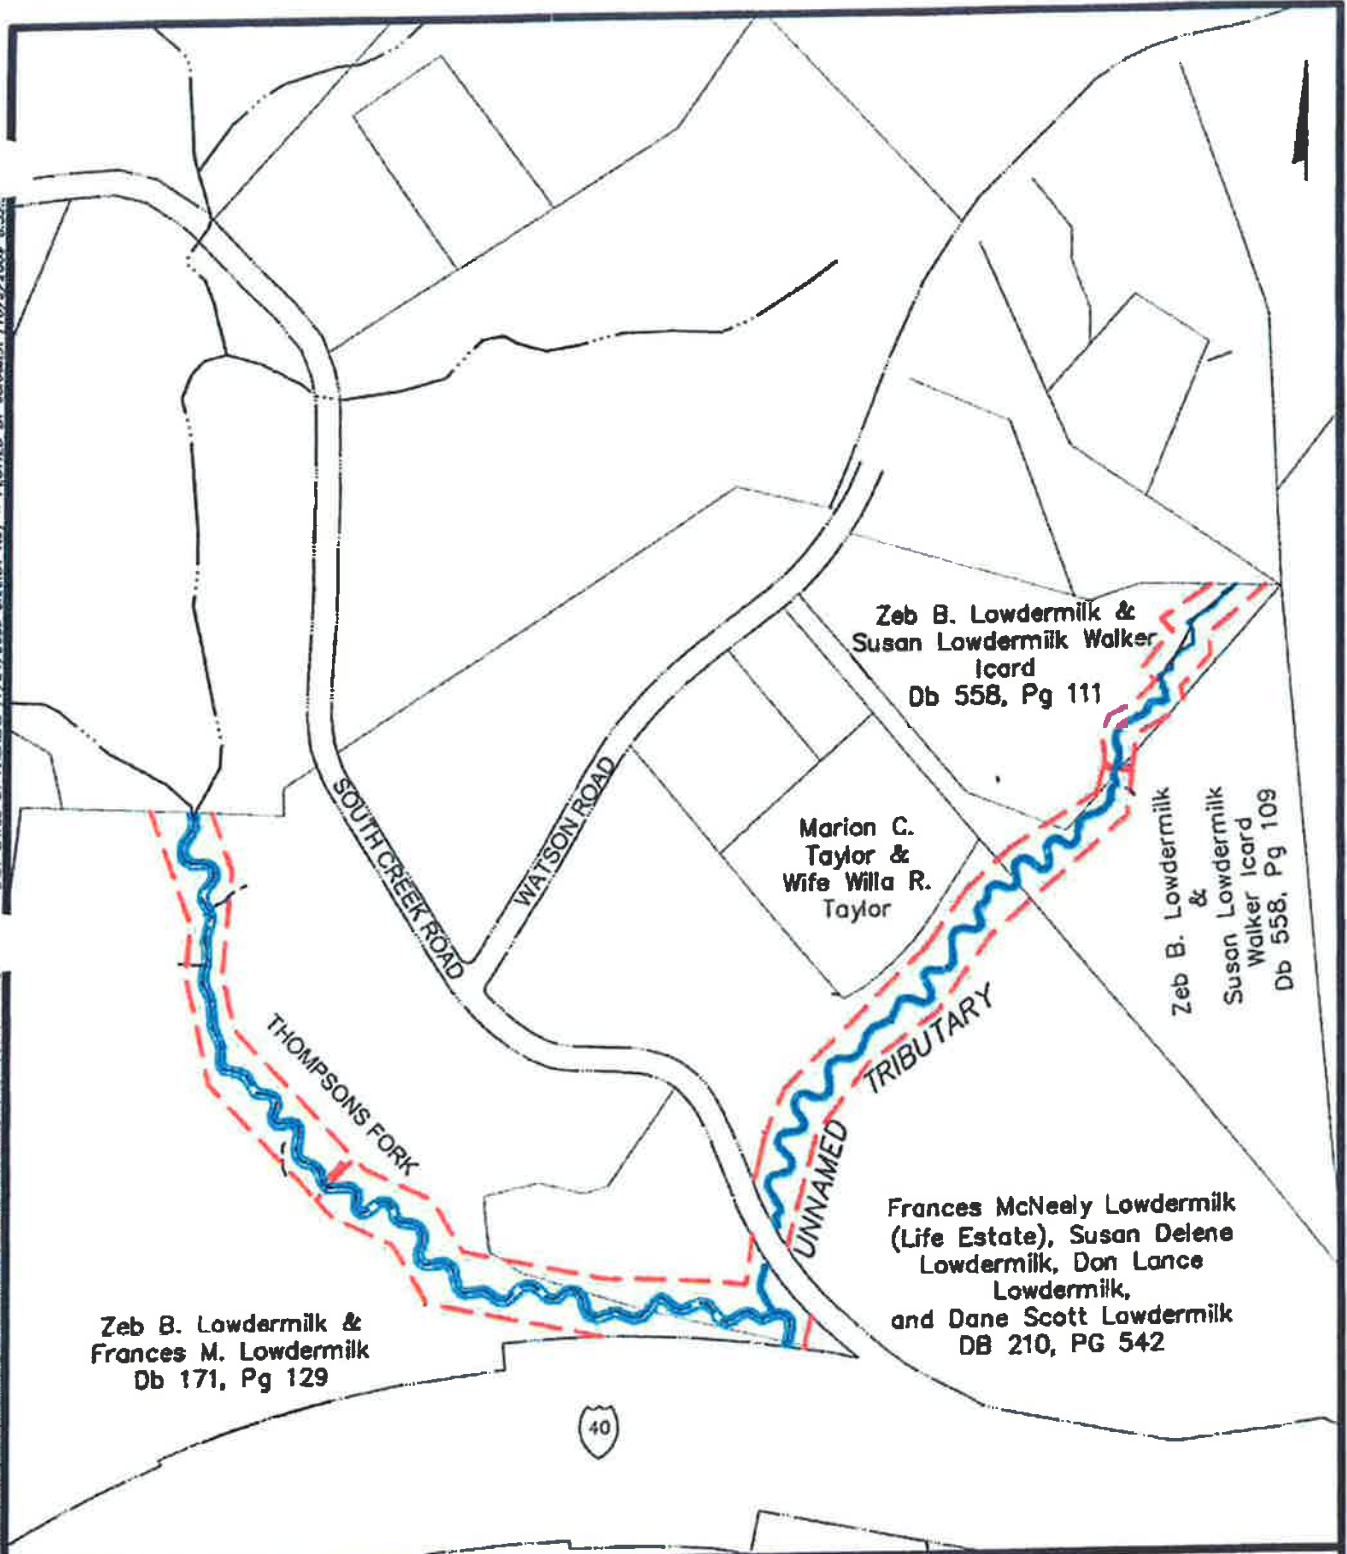 Zeb B. Lowdermilk &
Susan Lowdermilk Walker
Icard
Db 558, Pg 111
SOUTH CREEK ROAD
WATSON ROAD
Marion C.
Taylor &
Wife Willa R.
Taylor
Zeb B. Lowdermilk
&
Susan Lowdermilk
Walker Icard
Db 558, Pg 109
THOMPSONS FORK
UNNAMED
TRIBUTARY
Frances McNeely Lowdermilk
(Life Estate), Susan Delene
Lowdermilk, Don Lance
Lowdermilk,
and Dane Scott Lowdermilk
DB 210, PG 542
Zeb B. Lowdermilk &
Frances M. Lowdermilk
Db 171, Pg 129
40